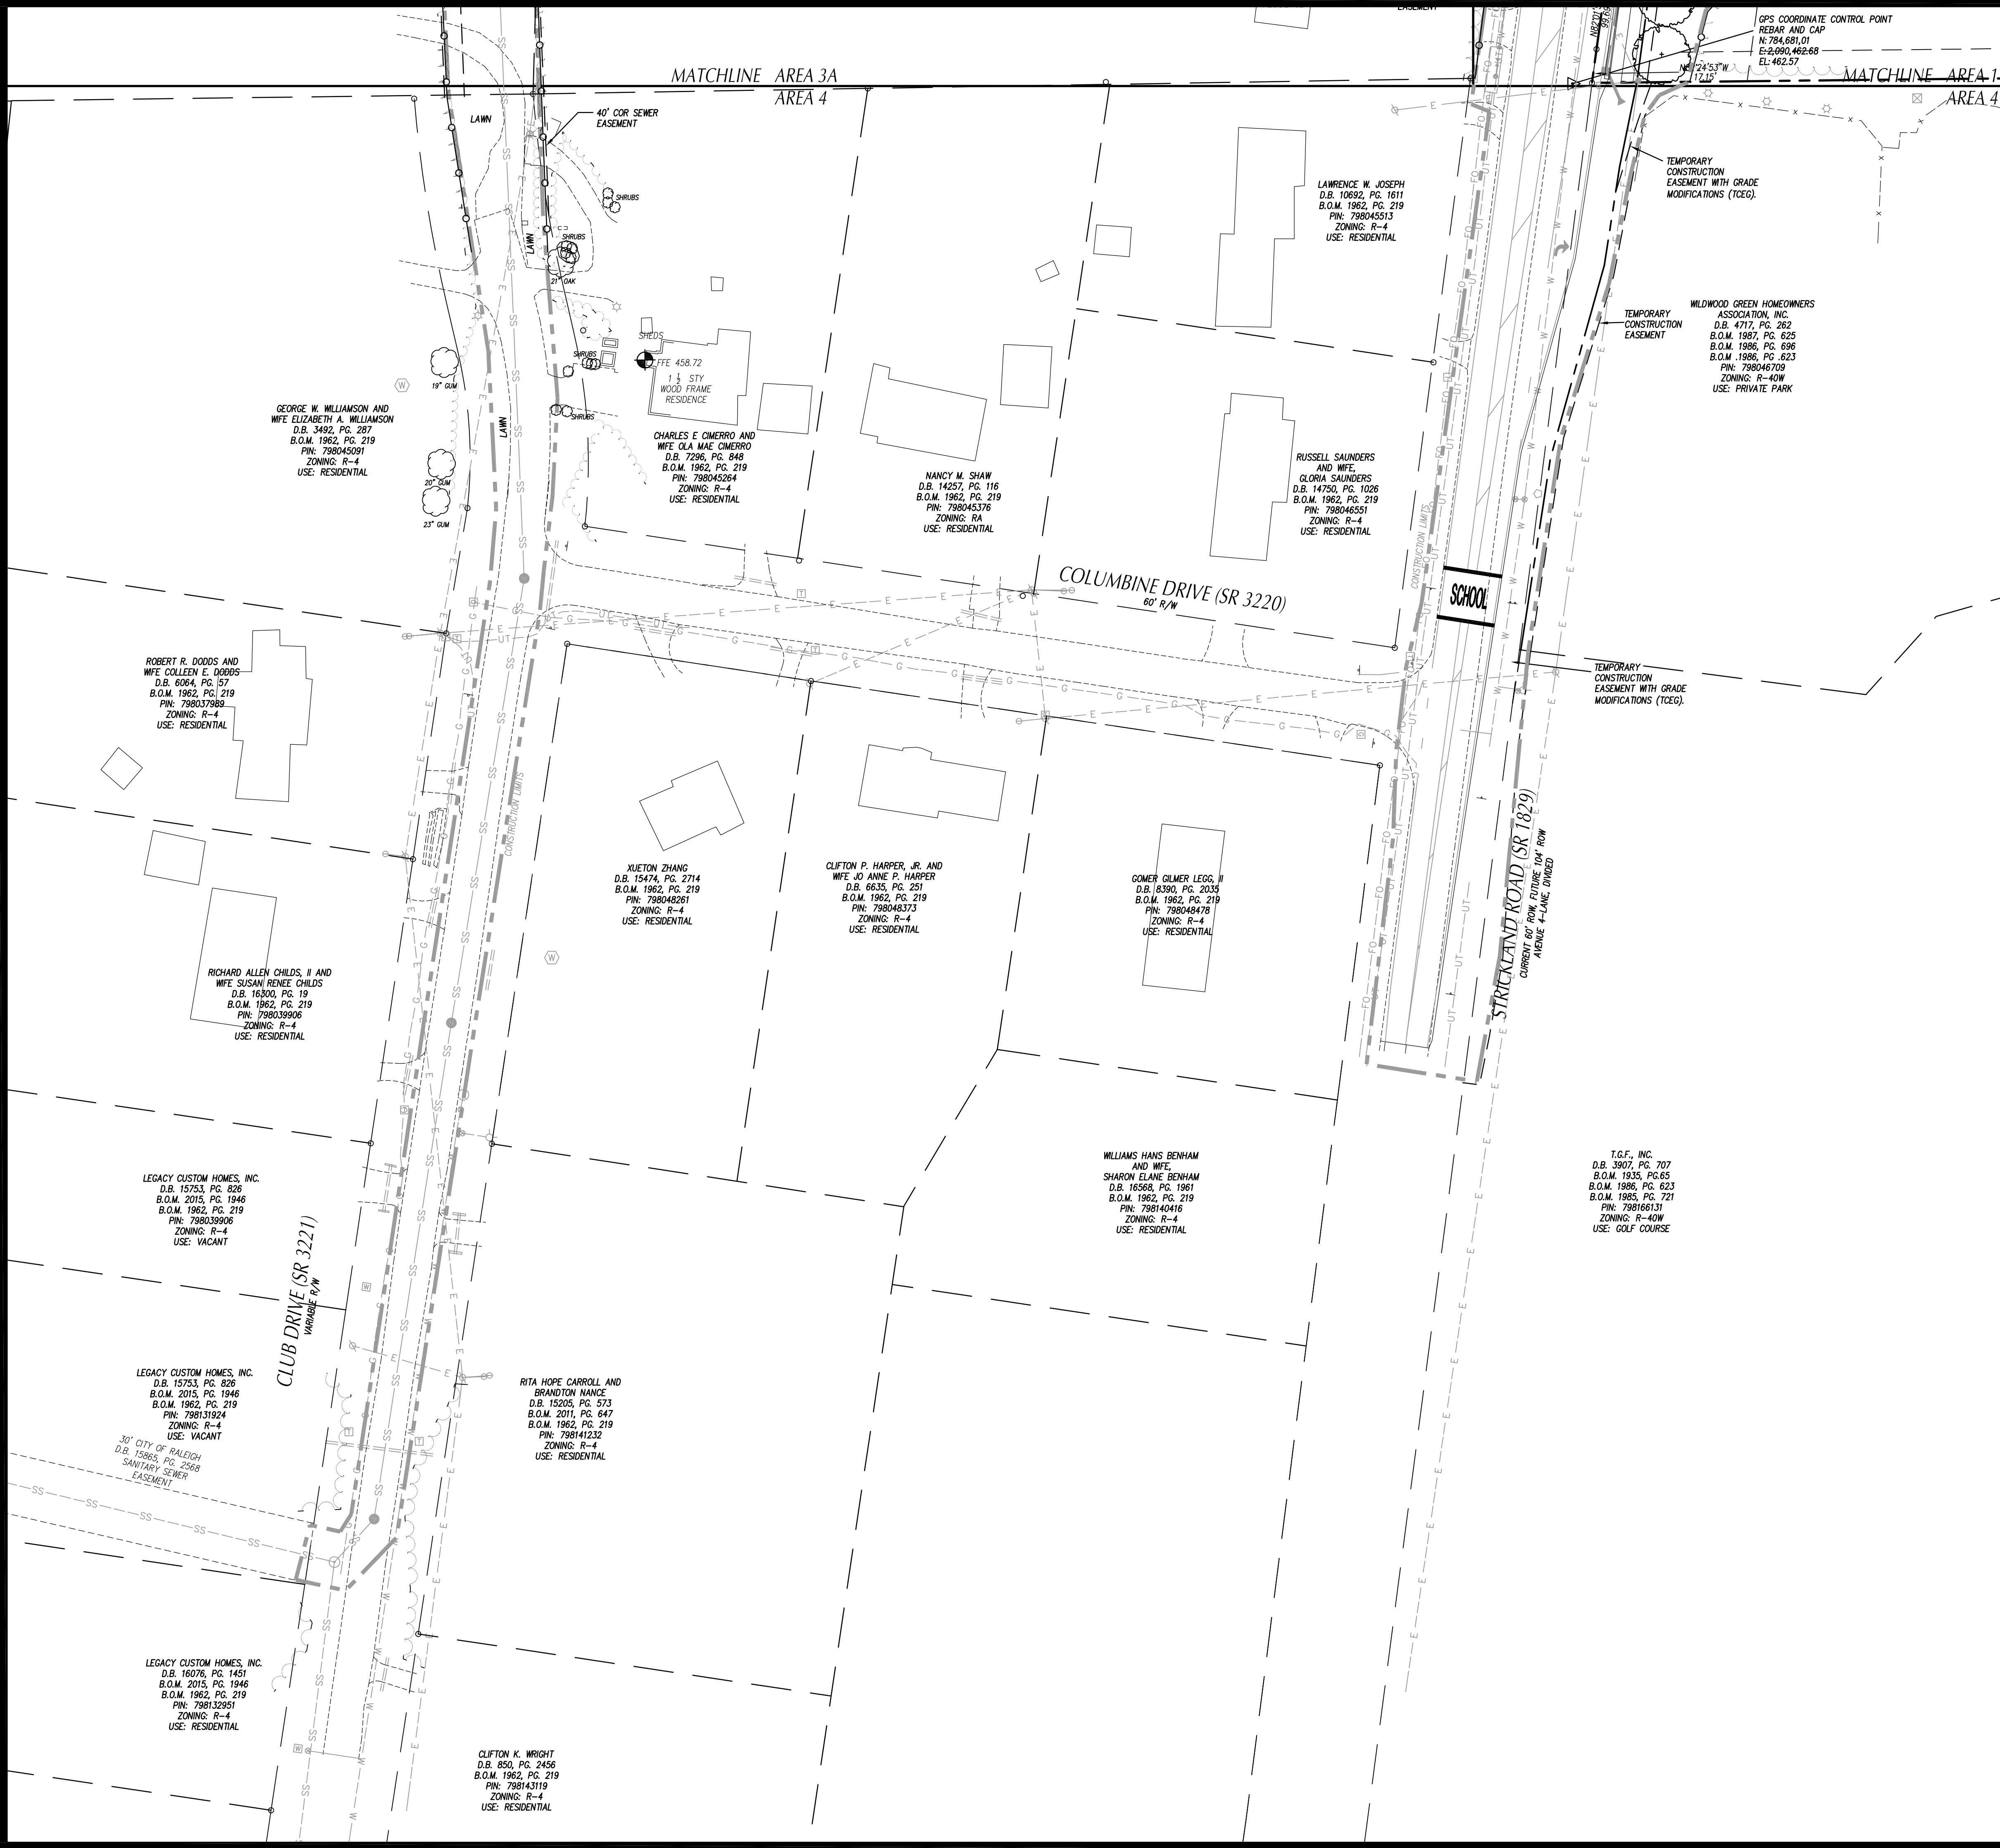 EASEMENT
N82°01'
99.69
GPS COORDINATE CONTROL POINT
REBAR AND CAP
N: 784,681,01
E:2,090,462.68
EL: 462.57
17.15'
MATCHLINE AREA 3A
AREA 4
MATCHLINE AREA 1
AREA 4
40' COR SEWER
EASEMENT
LAWN
LAWN
SHRUBS
SHRUBS
21" OAK
TEMPORARY
CONSTRUCTION
EASEMENT WITH GRADE
MODIFICATIONS (TCEG).
LAWRENCE W. JOSEPH
D.B. 10692, PG. 1611
B.O.M. 1962, PG. 219
PIN: 798045513
ZONING: R-4
USE: RESIDENTIAL
TEMPORARY
CONSTRUCTION
EASEMENT
WILDWOOD GREEN HOMEOWNERS
ASSOCIATION, INC.
D.B. 4717, PG. 262
B.O.M. 1987, PG. 625
B.O.M. 1986, PG. 696
B.O.M .1986, PG .623
PIN: 798046709
ZONING: R-40W
USE: PRIVATE PARK
SHEDS
SHRUBS
FFE 458.72
1 ½ STY
WOOD FRAME
RESIDENCE
SHRUBS
19" GUM
W
LAWN
20" GUM
23" GUM
GEORGE W. WILLIAMSON AND
WIFE ELIZABETH A. WILLIAMSON
D.B. 3492, PG. 287
B.O.M. 1962, PG. 219
PIN: 798045091
ZONING: R-4
USE: RESIDENTIAL
CHARLES E CIMERRO AND
WIFE OLA MAE CIMERRO
D.B. 7296, PG. 848
B.O.M. 1962, PG. 219
PIN: 798045264
ZONING: R-4
USE: RESIDENTIAL
NANCY M. SHAW
D.B. 14257, PG. 116
B.O.M. 1962, PG. 219
PIN: 798045376
ZONING: RA
USE: RESIDENTIAL
RUSSELL SAUNDERS
AND WIFE,
GLORIA SAUNDERS
D.B. 14750, PG. 1026
B.O.M. 1962, PG. 219
PIN: 798046551
ZONING: R-4
USE: RESIDENTIAL
CONSTRUCTION LIMITS
COLUMBINE DRIVE (SR 3220)
60' R/W
SCHOOL
ROBERT R. DODDS AND
WIFE COLLEEN E. DODDS
D.B. 6064, PG. 57
B.O.M. 1962, PG. 219
PIN: 798037989
ZONING: R-4
USE: RESIDENTIAL
TEMPORARY
CONSTRUCTION
EASEMENT WITH GRADE
MODIFICATIONS (TCEG).
CONSTRUCTION LIMITS
STRICKLAND ROAD (SR 1829)
CURRENT 60' ROW, FUTURE 104' ROW
AVENUE 4-LANE, DIVIDED
XUETON ZHANG
D.B. 15474, PG. 2714
B.O.M. 1962, PG. 219
PIN: 798048261
ZONING: R-4
USE: RESIDENTIAL
CLIFTON P. HARPER, JR. AND
WIFE JO ANNE P. HARPER
D.B. 6635, PG. 251
B.O.M. 1962, PG. 219
PIN: 798048373
ZONING: R-4
USE: RESIDENTIAL
GOMER GILMER LEGG, II
D.B. 8390, PG. 2035
B.O.M. 1962, PG. 219
PIN: 798048478
ZONING: R-4
USE: RESIDENTIAL
W
RICHARD ALLEN CHILDS, II AND
WIFE SUSAN RENEE CHILDS
D.B. 16300, PG. 19
B.O.M. 1962, PG. 219
PIN: 798039906
ZONING: R-4
USE: RESIDENTIAL
LEGACY CUSTOM HOMES, INC.
D.B. 15753, PG. 826
B.O.M. 2015, PG. 1946
B.O.M. 1962, PG. 219
PIN: 798039906
ZONING: R-4
USE: VACANT
WILLIAMS HANS BENHAM
AND WIFE,
SHARON ELANE BENHAM
D.B. 16568, PG. 1961
B.O.M. 1962, PG. 219
PIN: 798140416
ZONING: R-4
USE: RESIDENTIAL
T.G.F., INC.
D.B. 3907, PG. 707
B.O.M. 1935, PG.65
B.O.M. 1986, PG. 623
B.O.M. 1985, PG. 721
PIN: 798166131
ZONING: R-40W
USE: GOLF COURSE
CLUB DRIVE (SR 3221)
VARIABLE R/W
LEGACY CUSTOM HOMES, INC.
D.B. 15753, PG. 826
B.O.M. 2015, PG. 1946
B.O.M. 1962, PG. 219
PIN: 798131924
ZONING: R-4
USE: VACANT
RITA HOPE CARROLL AND
BRANDTON NANCE
D.B. 15205, PG. 573
B.O.M. 2011, PG. 647
B.O.M. 1962, PG. 219
PIN: 798141232
ZONING: R-4
USE: RESIDENTIAL
30' CITY OF RALEIGH
D.B. 15865, PG. 2568
SANITARY SEWER
EASEMENT
LEGACY CUSTOM HOMES, INC.
D.B. 16076, PG. 1451
B.O.M. 2015, PG. 1946
B.O.M. 1962, PG. 219
PIN: 798132951
ZONING: R-4
USE: RESIDENTIAL
CLIFTON K. WRIGHT
D.B. 850, PG. 2456
B.O.M. 1962, PG. 219
PIN: 798143119
ZONING: R-4
USE: RESIDENTIAL